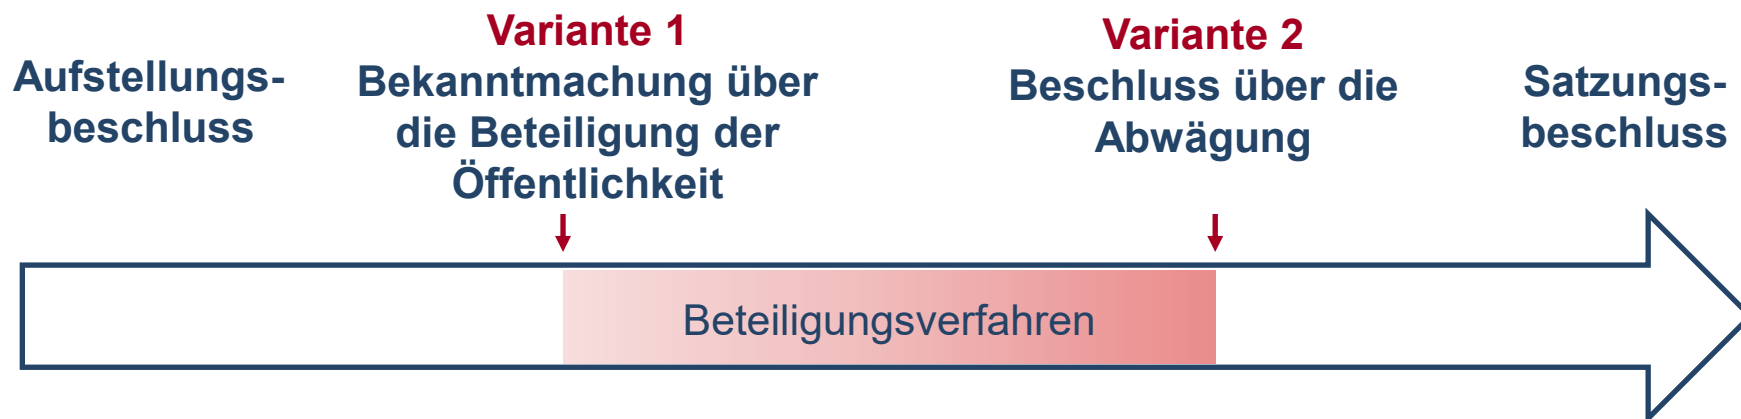 Aufstellungs-
beschluss
Variante 1
Bekanntmachung über
die Beteiligung der
Öffentlichkeit
Variante 2
Beschluss über die
Abwägung
Satzungs-
beschluss
Beteiligungsverfahren